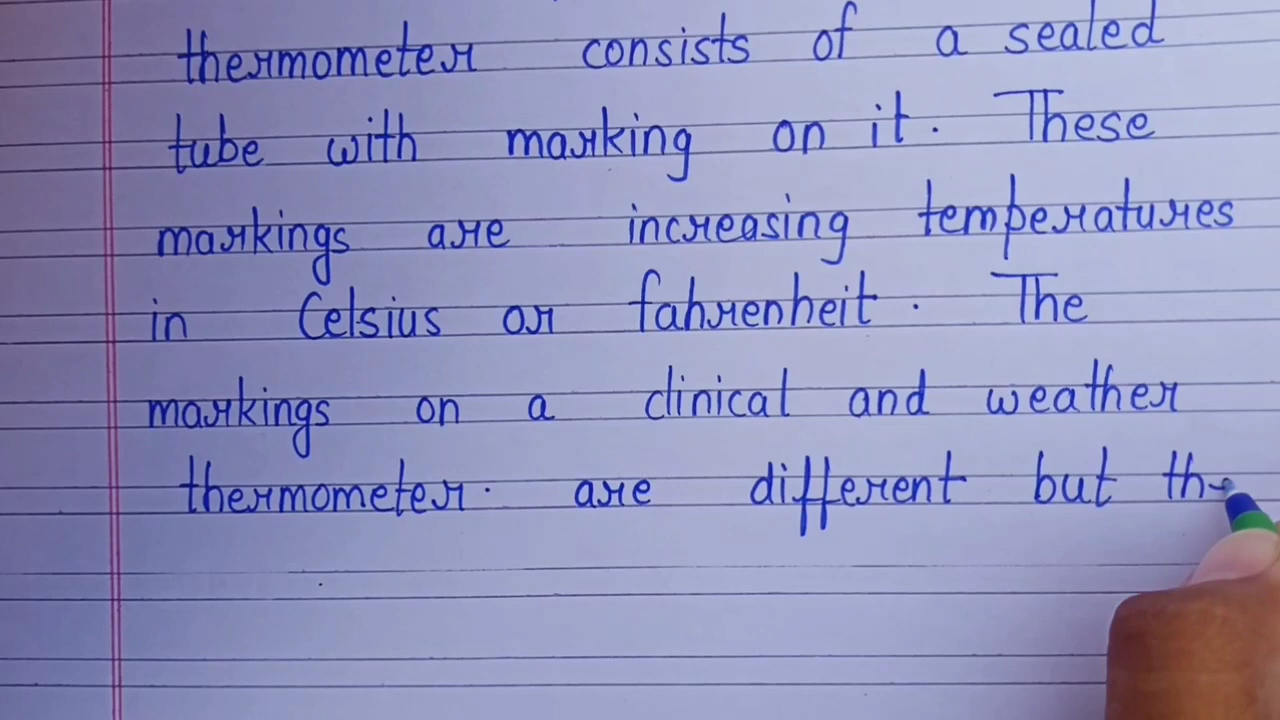 thermometer consists of a sealed
tube with marking on it. These
markings are increasing temperatures
in Celsius or fahrenheit. The
markings on a clinical and weather
thermometer. are different but